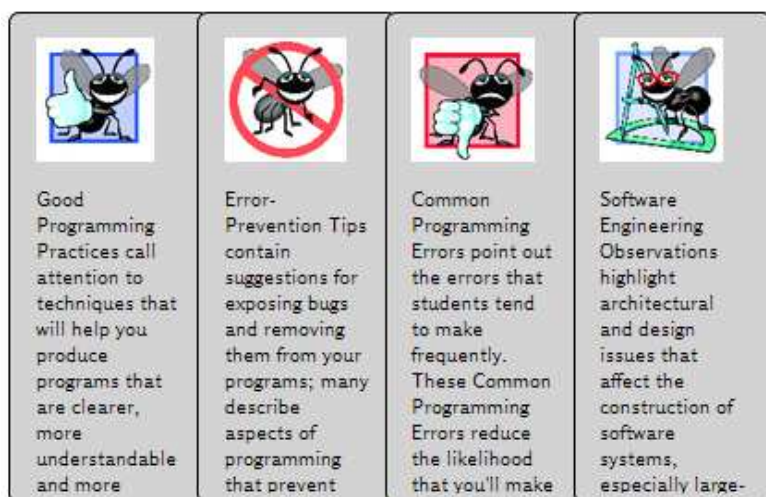 Good
Programming
Practices call
attention to
techniques that
will help you
produce
programs that
are clearer,
more
understandable
and more
Error-
Prevention Tips
contain
suggestions for
exposing bugs
and removing
them from your
programs; many
describe
aspects of
programming
that prevent
Common
Programming
Errors point out
the errors that
students tend
to make
frequently.
These Common
Programming
Errors reduce
the likelihood
that you'll make
Software
Engineering
Observations
highlight
architectural
and design
issues that
affect the
construction of
software
systems,
especially large-